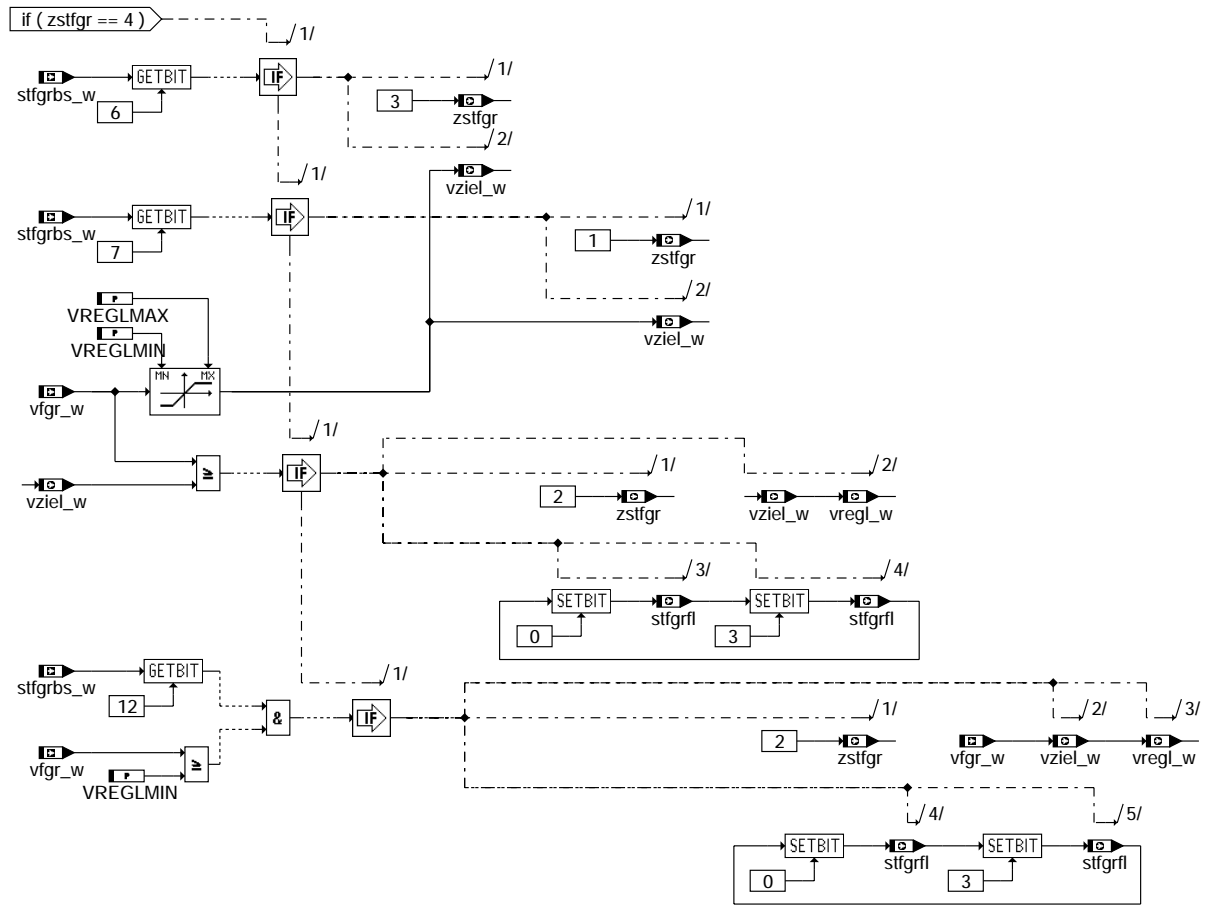 if ( zstfgr == 4 )
/1/
stfgrbs_w
GETBIT
6
IF
/1/
3
zstfgr
/2/
/1/
vziel_w
stfgrbs_w
GETBIT
7
IF
/1/
1
zstfgr
/2/
vziel_w
VREGLMAX
VREGLMIN
MN MX
vfgr_w
/1/
vziel_w
≥
IF
/1/
2
zstfgr
/2/
vziel_w
vregl_w
/3/
/4/
SETBIT
0
stfgrfl
SETBIT
3
stfgrfl
/1/
stfgrbs_w
GETBIT
12
&
IF
/1/
2
zstfgr
/2/
/3/
vfgr_w
vziel_w
vregl_w
vfgr_w
P
VREGLMIN
≥
/4/
/5/
SETBIT
0
stfgrfl
SETBIT
3
stfgrfl